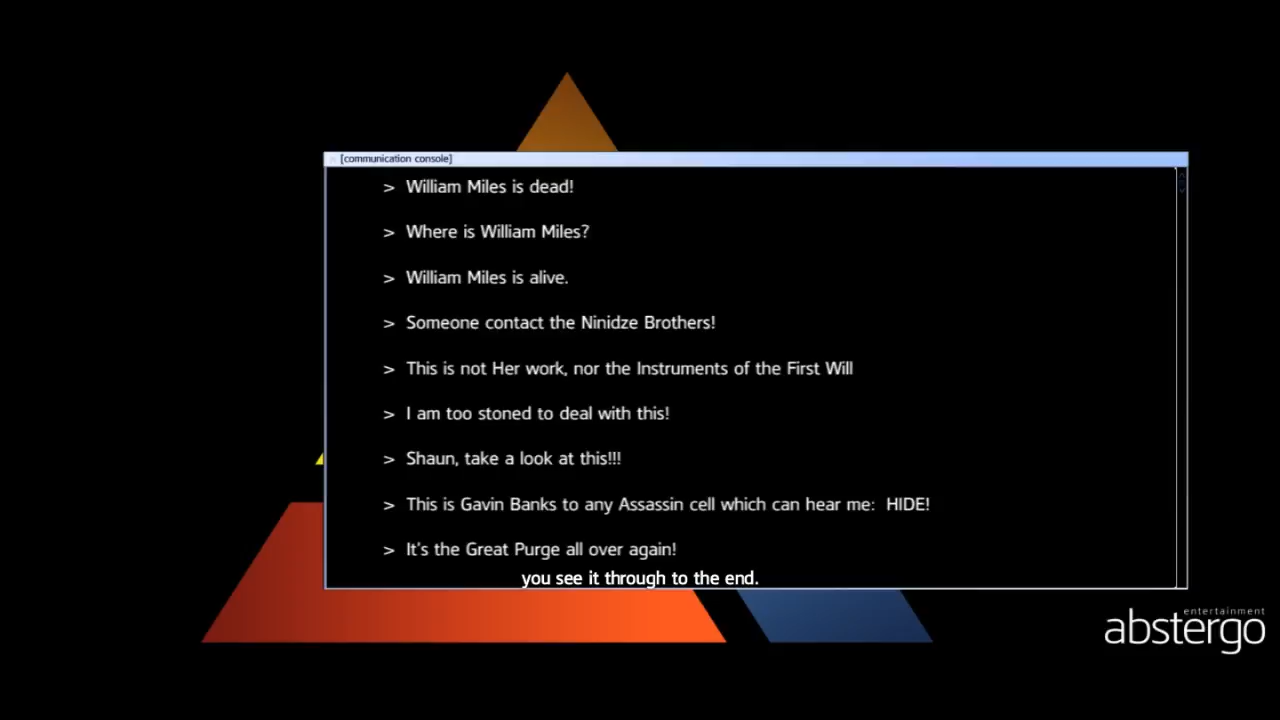 [communication console]
> William Miles is dead!
> Where is William Miles?
> William Miles is alive.
> Someone contact the Ninidze Brothers!
> This is not Her work, nor the Instruments of the First Will
> I am too stoned to deal with this!
> Shaun, take a look at this!!!
> This is Gavin Banks to any Assassin cell which can hear me:  HIDE!
> It's the Great Purge all over again!
you see it through to the end.
entertainment
abstergo